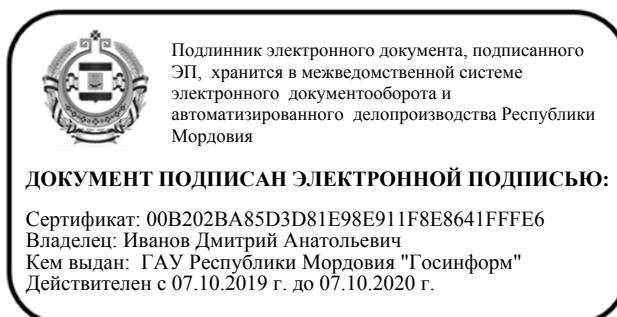 Подлинник электронного документа, подписанного
ЭП, хранится в межведомственной системе
электронного документооборота и
автоматизированного делопроизводства Республики
Мордовия
ДОКУМЕНТ ПОДПИСАН ЭЛЕКТРОННОЙ ПОДПИСЬЮ:
Сертификат: 00B202BA85D3D81E98E911F8E8641FFFE6
Владелец: Иванов Дмитрий Анатольевич
Кем выдан: ГАУ Республики Мордовия "Госинформ"
Действителен с 07.10.2019 г. до 07.10.2020 г.